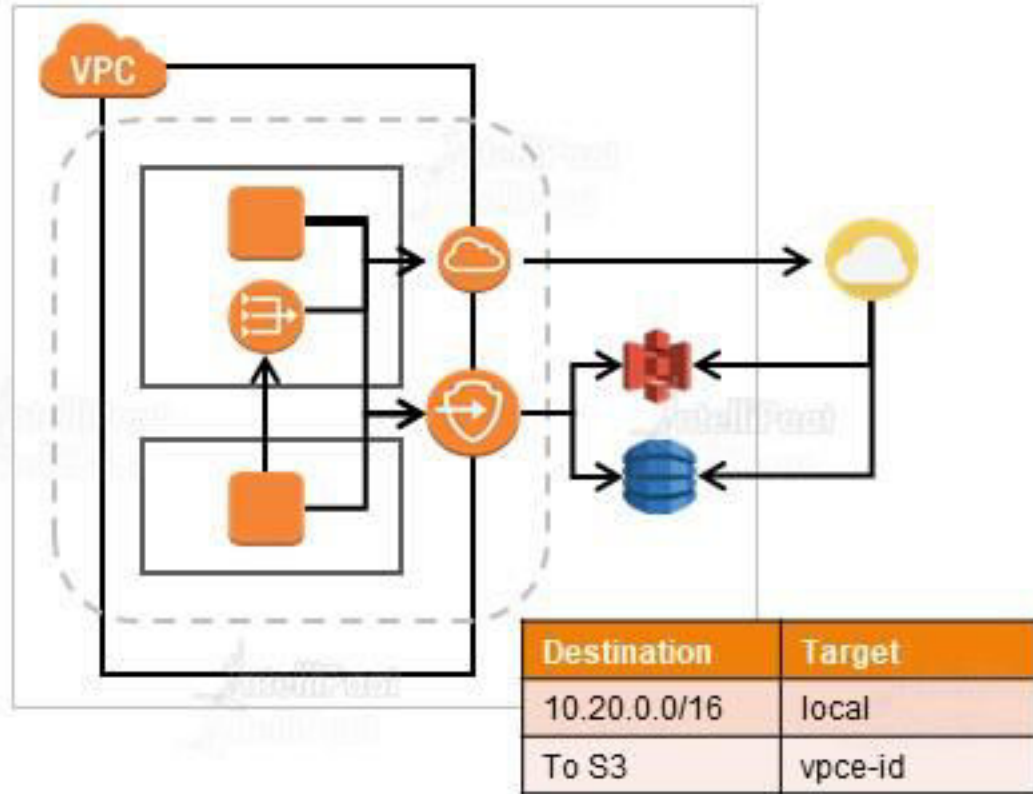 VPC
Destination Target
10.20.0.0/16 local
To S3 vpce-id